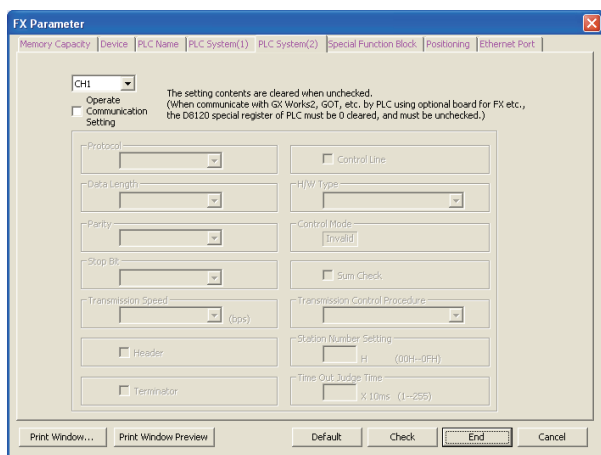 FX Parameter
Memory Capacity Device PLC Name PLC System(1) PLC System(2) Special Function Block Positioning Ethernet Port
CH1
Operate
Communication
Setting
The setting contents are cleared when unchecked.
(When communicate with GX Works2, GOT, etc. by PLC using optional board for FX etc.,
the D8120 special register of PLC must be 0 cleared, and must be unchecked.)
Protocol
Control Line
Data Length
H/W Type
Parity
Control Mode
Invalid
Stop Bit
Sum Check
Transmission Speed
(bps)
Transmission Control Procedure
Header
Station Number Setting
H (00H--0FH)
Terminator
Time Out Judge Time
X 10ms (1--255)
Print Window... Print Window Preview Default Check End Cancel